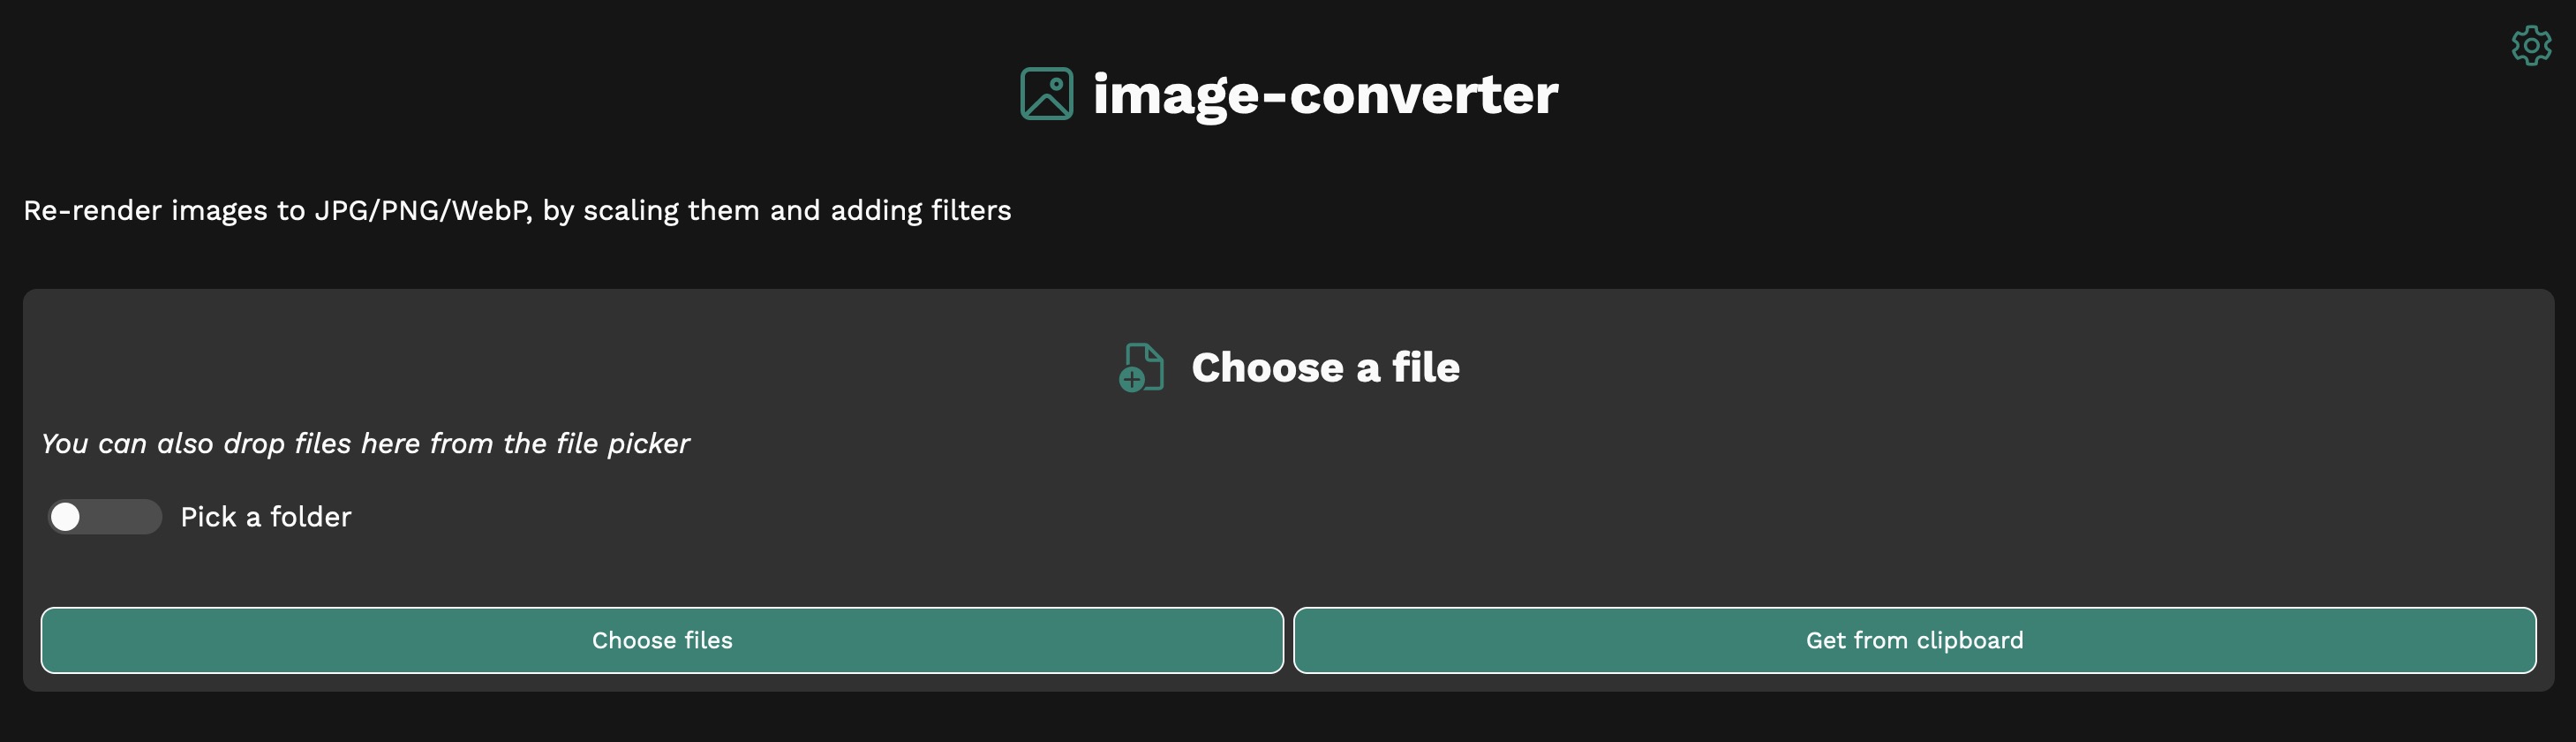 image-converter
Re-render images to JPG/PNG/WebP, by scaling them and adding filters
Choose a file
You can also drop files here from the file picker
Pick a folder
Choose files
Get from clipboard